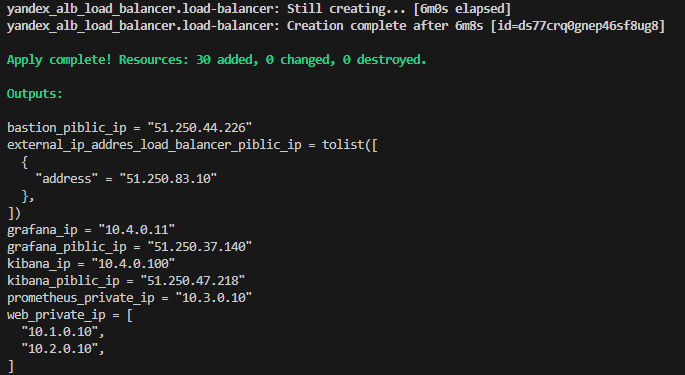 yandex_alb_load_balancer.load-balancer: Still creating... [6m0s elapsed]
yandex_alb_load_balancer.load-balancer: Creation complete after 6m8s [id=ds77crq0gnep46sf8ug8]
Apply complete! Resources: 30 added, 0 changed, 0 destroyed.
Outputs:
bastion_piblic_ip = "51.250.44.226"
external_ip_addres_load_balancer_piblic_ip = tolist([
  {
    "address" = "51.250.83.10"
  },
])
grafana_ip = "10.4.0.11"
grafana_piblic_ip = "51.250.37.140"
kibana_ip = "10.4.0.100"
kibana_piblic_ip = "51.250.47.218"
prometheus_private_ip = "10.3.0.10"
web_private_ip = [
  "10.1.0.10",
  "10.2.0.10",
]